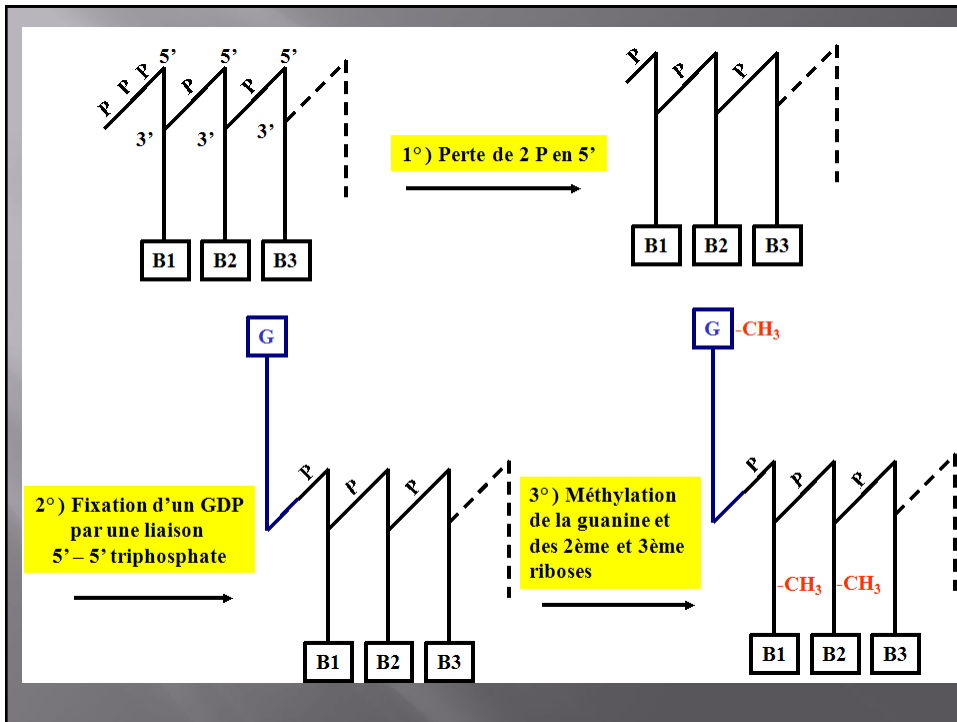 5' 5' 5'
P P P P P
3' 3' 3'
B1 B2 B3
1°) Perte de 2 P en 5'
P P P
B1 B2 B3
2°) Fixation d'un GDP
par une liaison
5' – 5' triphosphate
G
P P P
B1 B2 B3
3°) Méthylation
de la guanine et
des 2ème et 3ème
riboses
G -CH₃
P P P
-CH₃ -CH₃
B1 B2 B3